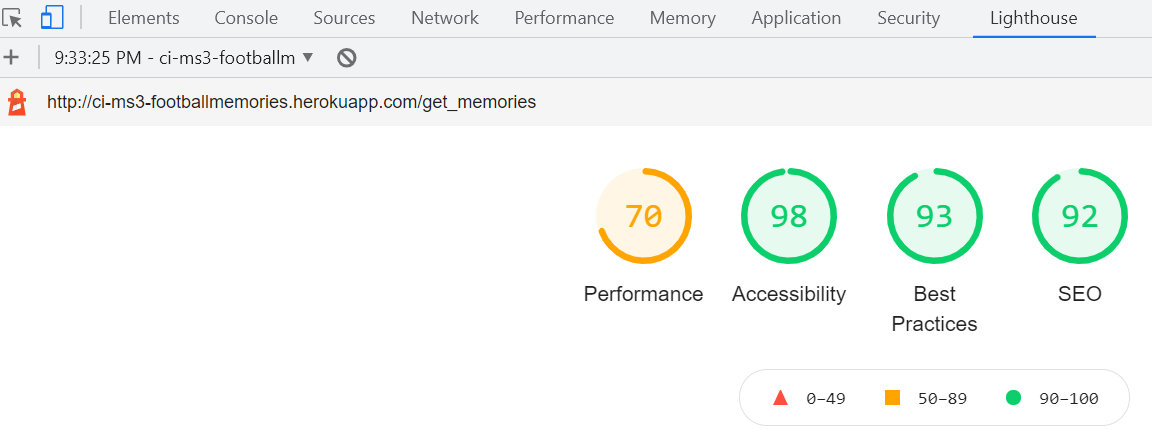 Elements Console Sources Network Performance Memory Application Security Lighthouse
9:33:25 PM - ci-ms3-footballm
http://ci-ms3-footballmemories.herokuapp.com/get_memories
70 98 93 92
Performance Accessibility Best SEO
Practices
0–49 50–89 90–100